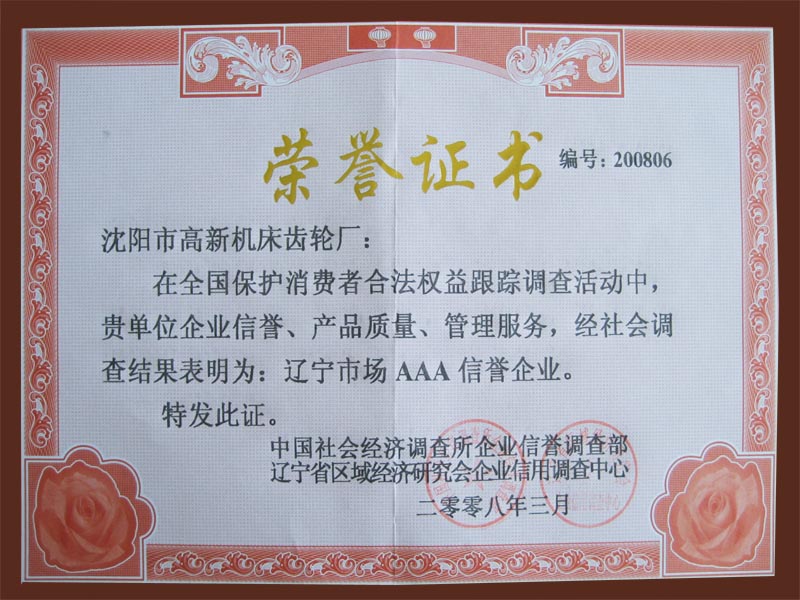 荣誉证书
编号：200806
沈阳市高新机床齿轮厂：
在全国保护消费者合法权益跟踪调查活动中，
贵单位企业信誉、产品质量、管理服务，经社会调
查结果表明为：辽宁市场 AAA 信誉企业。
特发此证。
中国社会经济调查所企业信誉调查部
辽宁省区域经济研究会企业信用调查中心
二零零八年三月